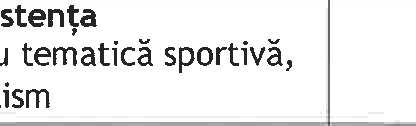 stența
u tematică sportivă,
ism